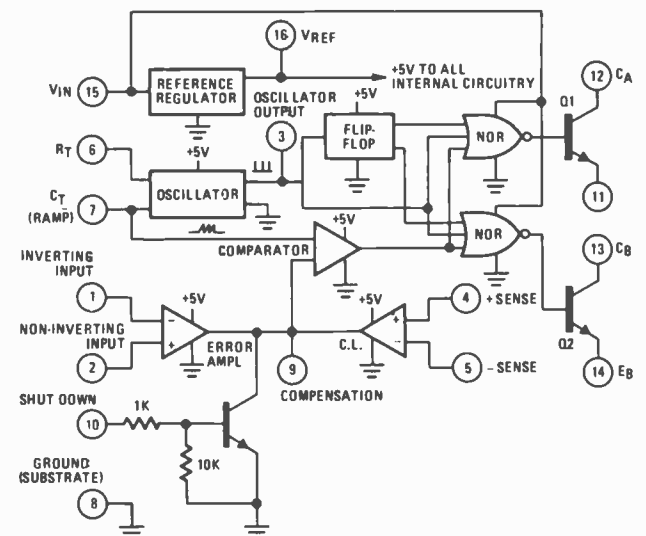 16 VREF
VIN 15
REFERENCE
REGULATOR
+5V TO ALL
INTERNAL CIRCUITRY
12 CA
Q1
11
OSCILLATOR
OUTPUT
3
+5V
FLIP-
FLOP
NOR
RT
6
+5V
OSCILLATOR
CT
(RAMP)
7
COMPARATOR
+5V
NOR
13 CB
Q2
14 EB
INVERTING
INPUT
1
NON-INVERTING
INPUT
2
+5V
-
+
ERROR
AMPL
9
COMPENSATION
+5V
C.L.
+
-
4 +SENSE
5 -SENSE
SHUT DOWN
10
1K
10K
GROUND
(SUBSTRATE)
8